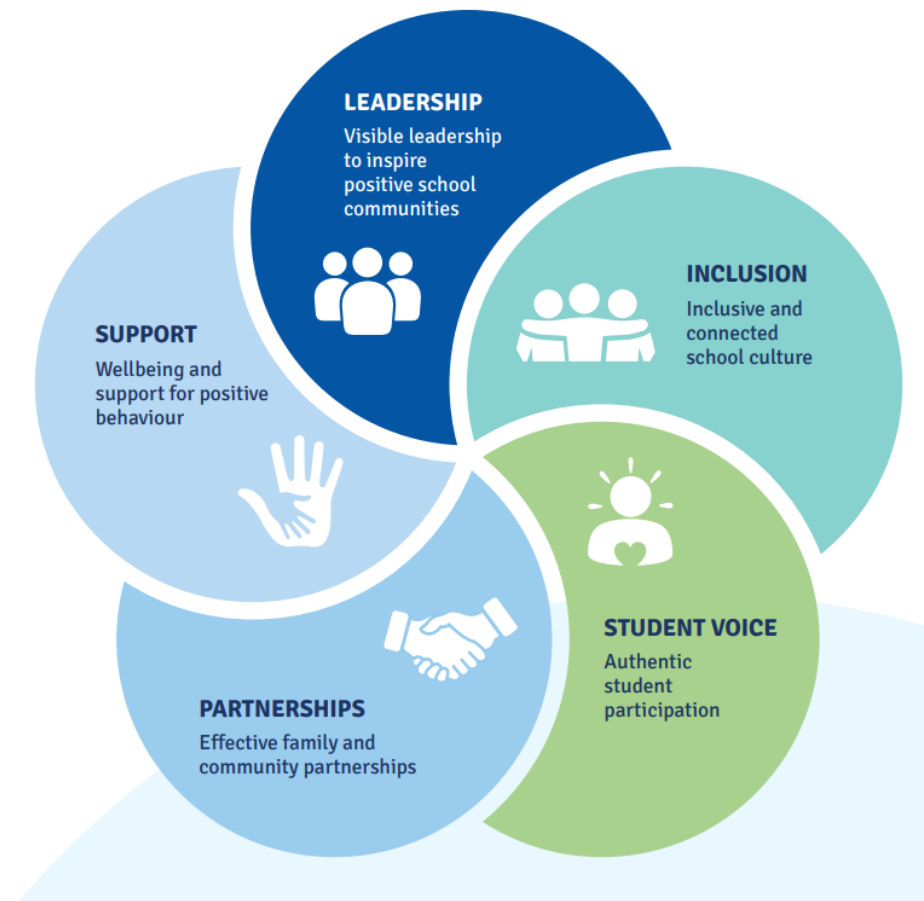 LEADERSHIP
Visible leadership
to inspire
positive school
communities
INCLUSION
Inclusive and
connected
school culture
STUDENT VOICE
Authentic
student
participation
PARTNERSHIPS
Effective family and
community partnerships
SUPPORT
Wellbeing and
support for positive
behaviour